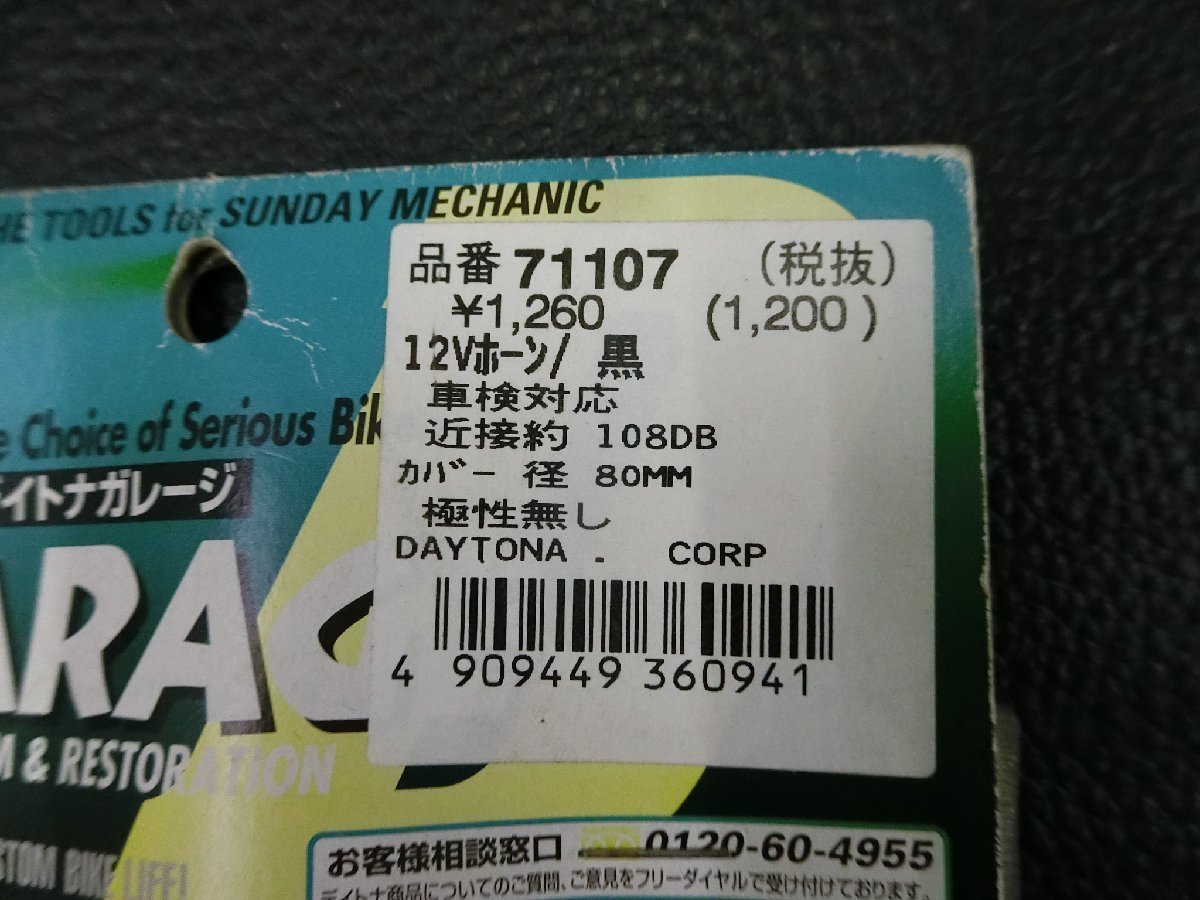 THE TOOLS for SUNDAY MECHANIC
品番 71107 (税抜)
¥1,260 (1,200)
12Vホーン/ 黒
車検対応
近接約 108DB
カバー 径 80MM
極性無し
DAYTONA . CORP
4 909449 360941
Choice of Serious Bik
イトナガレージ
ARAG
& RESTORATION
STOM BIKE LIFE!
お客様相談窓口 0120-60-4955
デイトナ商品についてのご質問、ご意見をフリーダイヤルで受け付けております。